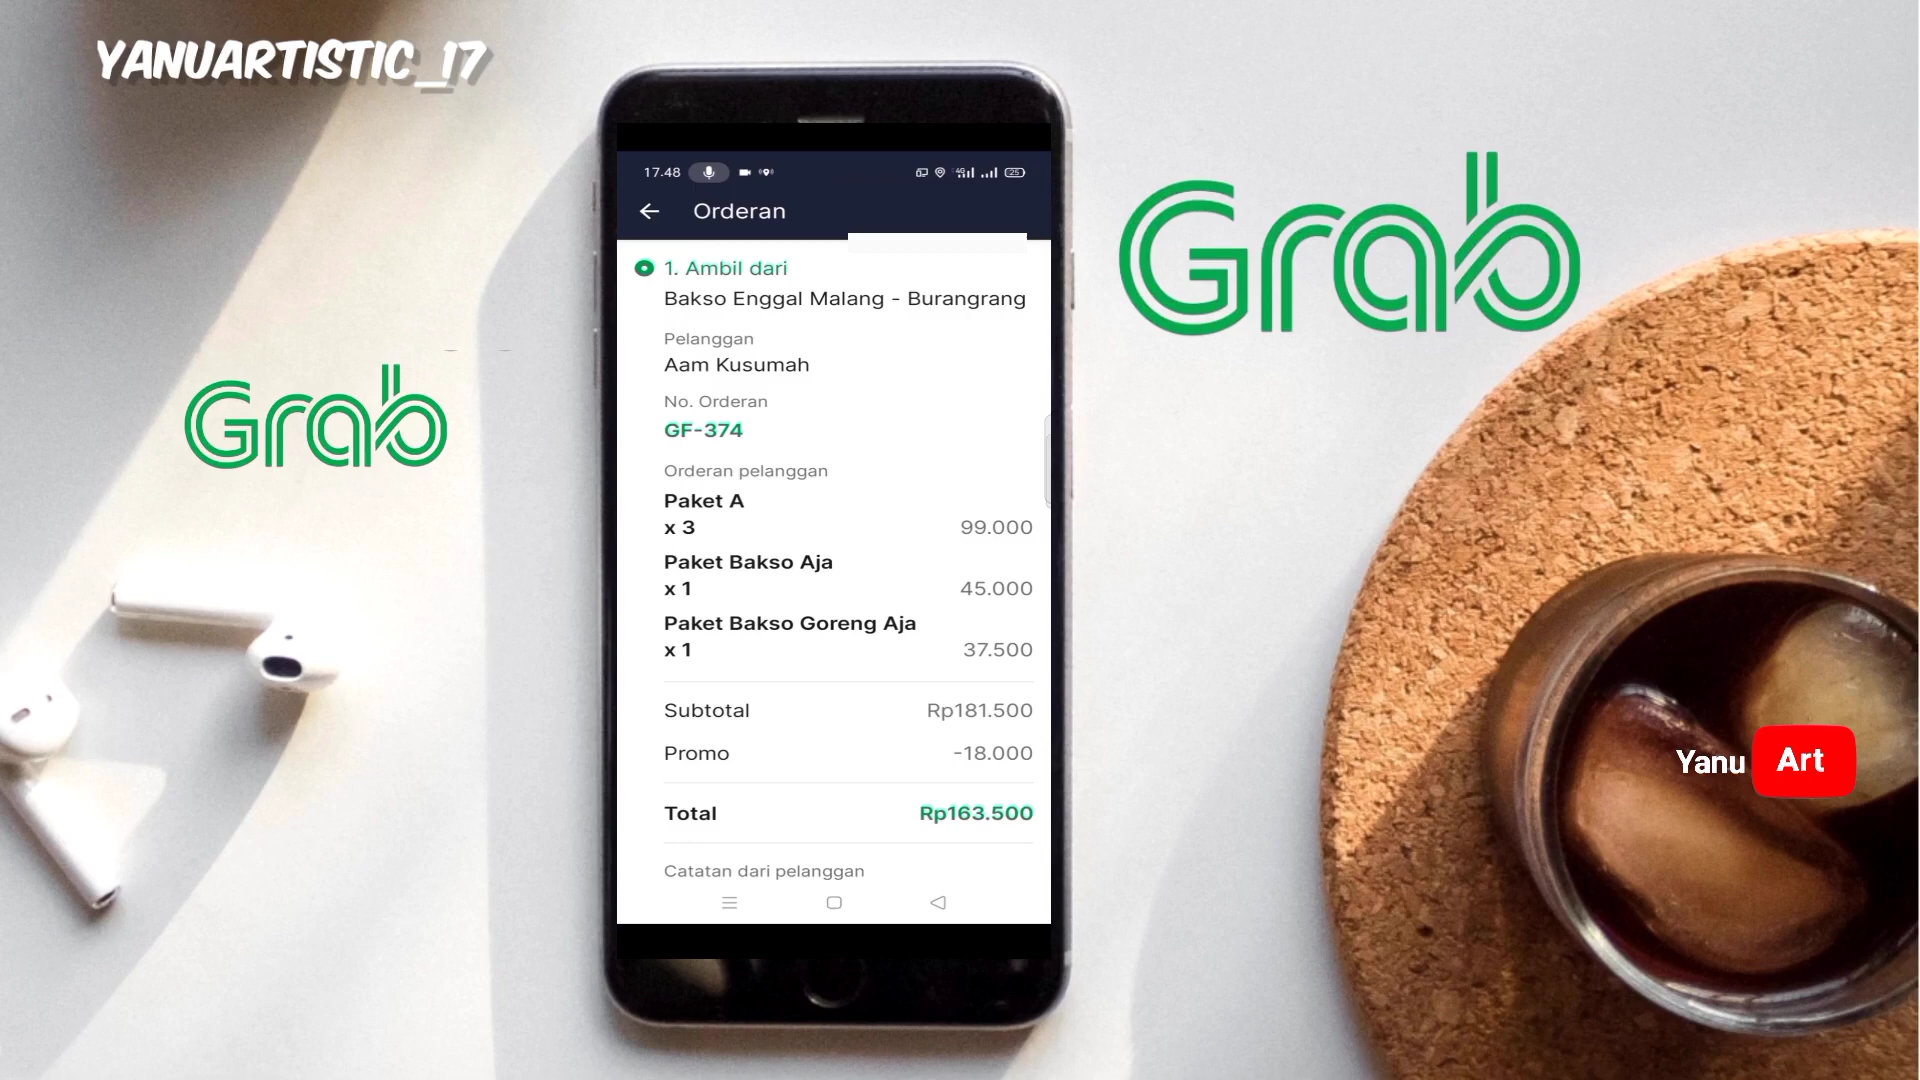 YANUARTISTIC_17
Grab
Grab
17.48
4G
25
Orderan
1. Ambil dari
Bakso Enggal Malang - Burangrang
Pelanggan
Aam Kusumah
No. Orderan
GF-374
Orderan pelanggan
Paket A
x 3 99.000
Paket Bakso Aja
x 1 45.000
Paket Bakso Goreng Aja
x 1 37.500
Subtotal Rp181.500
Promo -18.000
Total Rp163.500
Catatan dari pelanggan
Yanu Art